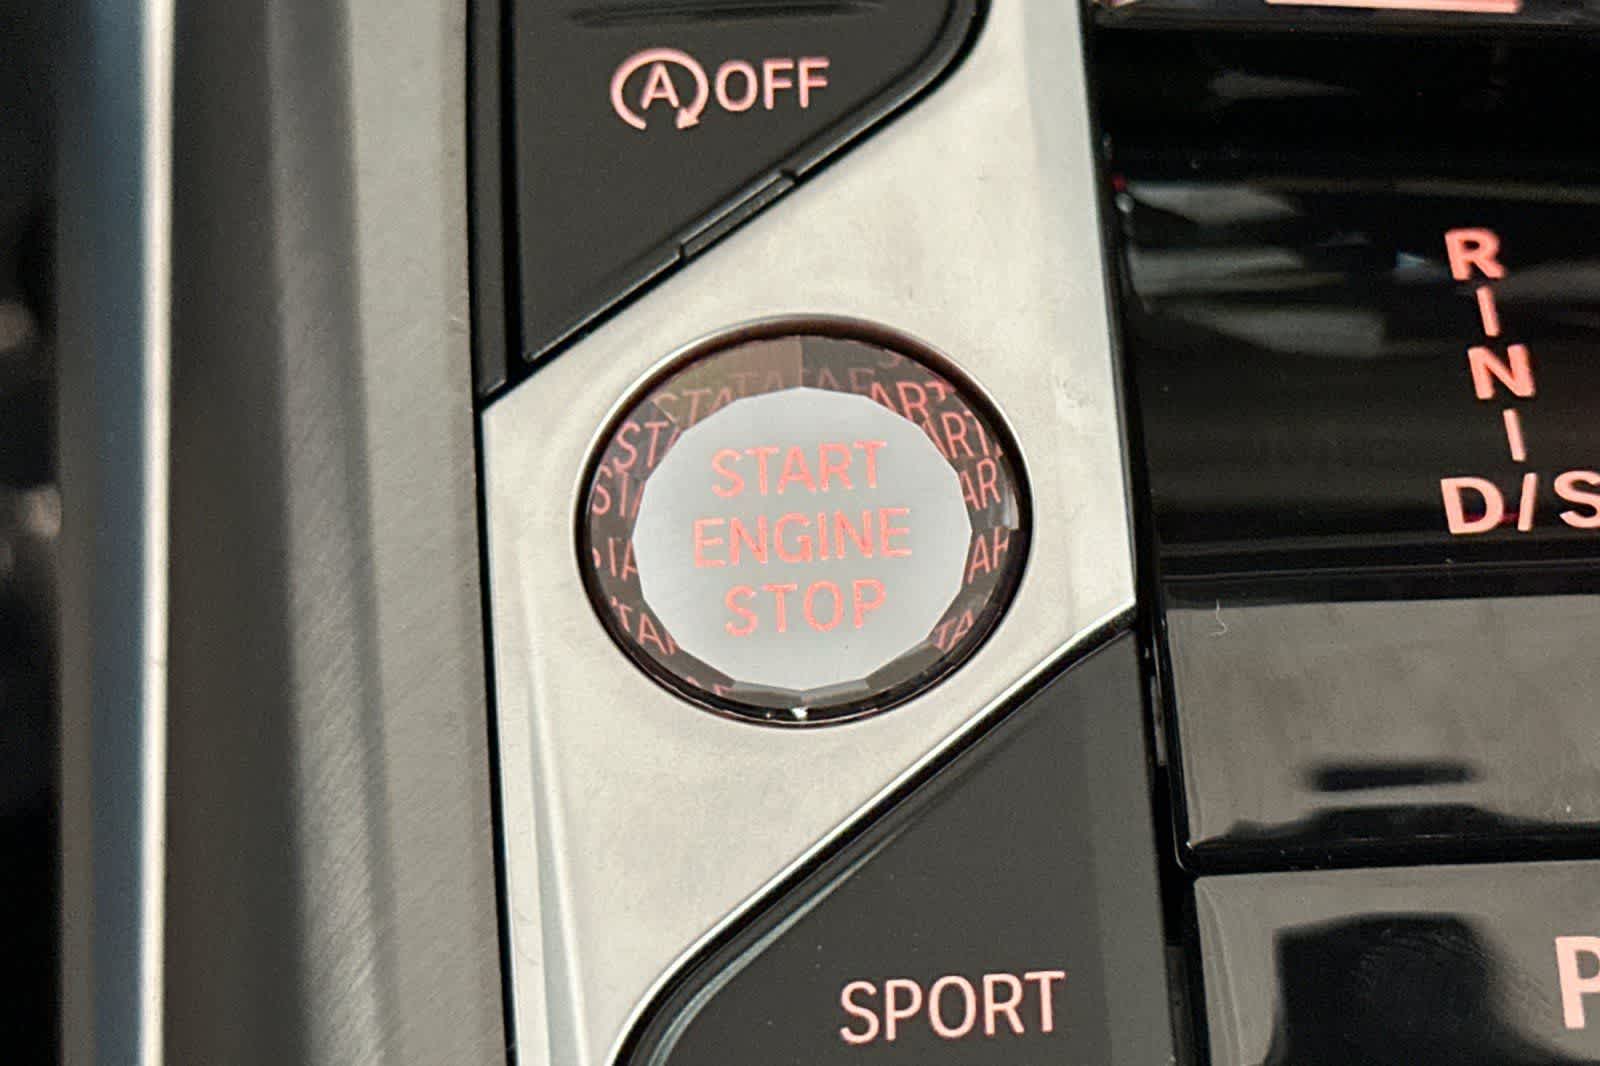 A OFF
START
ENGINE
STOP
SPORT
R
I
N
I
D/S
P